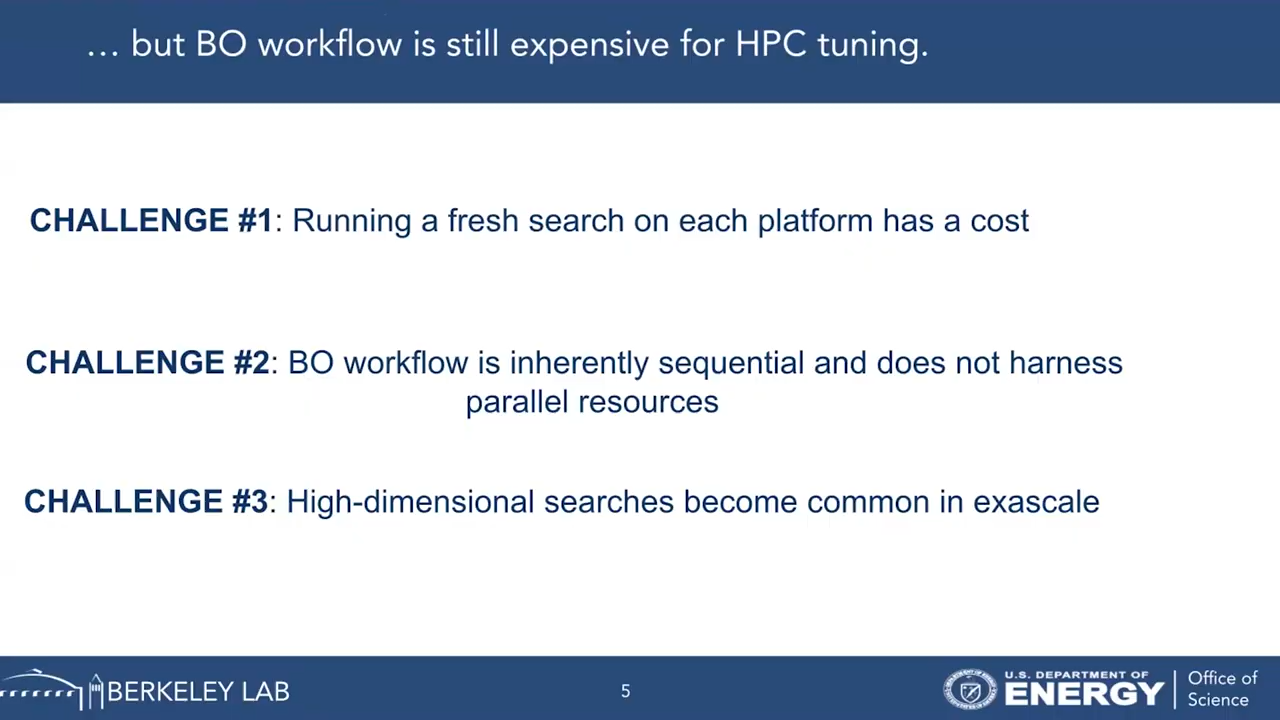 … but BO workflow is still expensive for HPC tuning.
CHALLENGE #1: Running a fresh search on each platform has a cost
CHALLENGE #2: BO workflow is inherently sequential and does not harness
parallel resources
CHALLENGE #3: High-dimensional searches become common in exascale
BERKELEY LAB
5
U.S. DEPARTMENT OF
ENERGY
Office of
Science